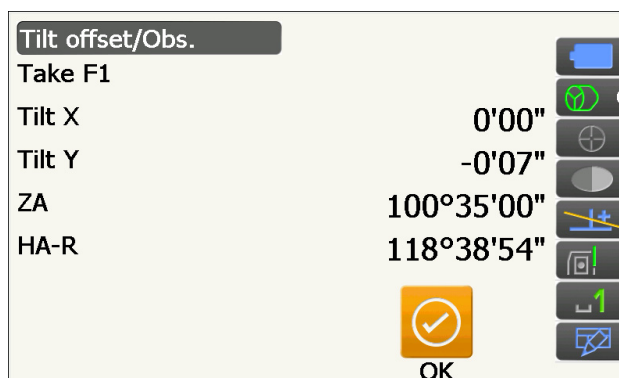 Tilt offset/Obs.
Take F1
Tilt X 0'00"
Tilt Y -0'07"
ZA 100°35'00"
HA-R 118°38'54"
1
OK